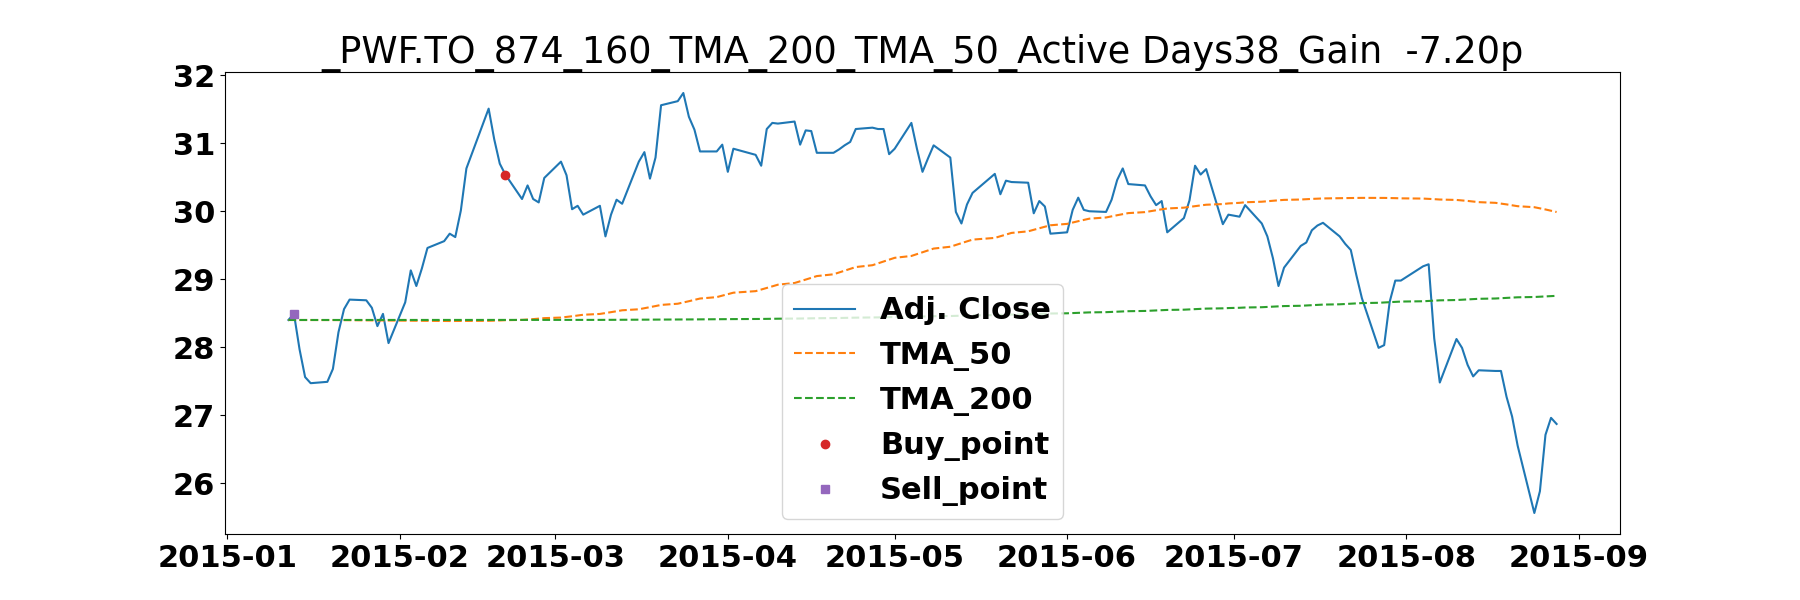 _PWF.TO_874_160_TMA_200_TMA_50_Active Days38_Gain  -7.20p
32
31
30
29
28
27
26
Adj. Close
TMA_50
TMA_200
Buy_point
Sell_point
2015-01 2015-02 2015-03 2015-04 2015-05 2015-06 2015-07 2015-08 2015-09